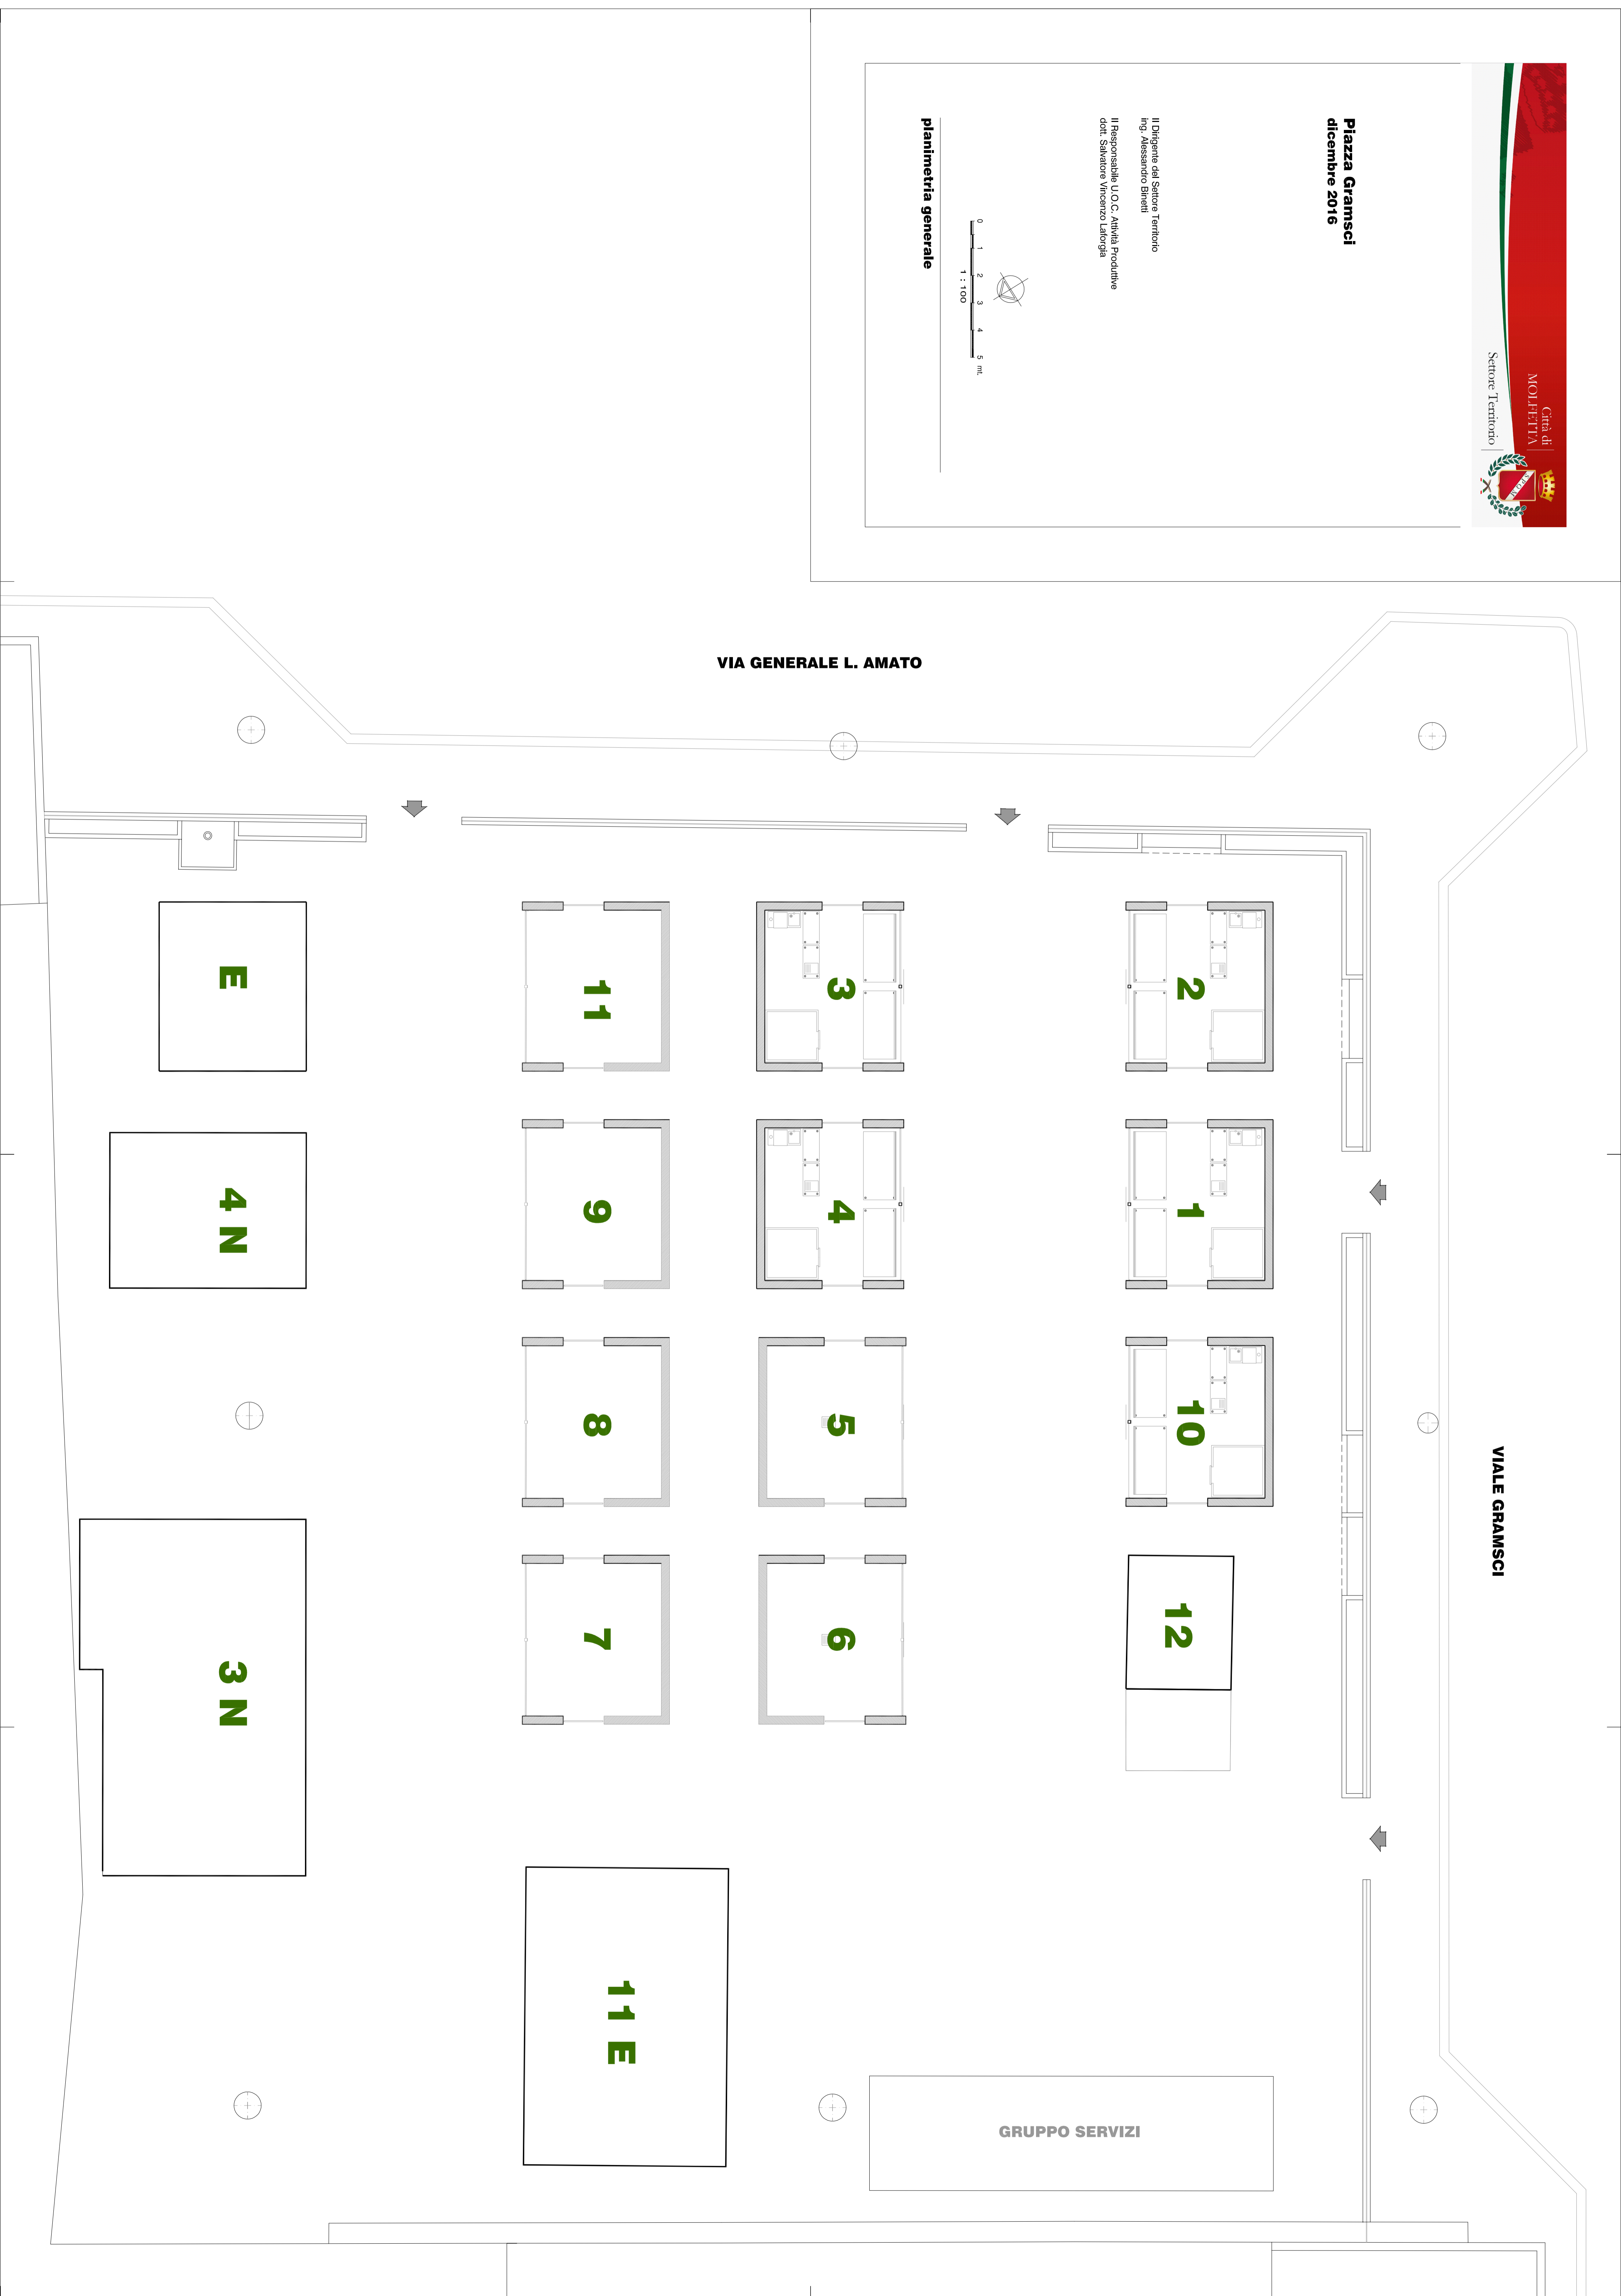 Città di
MOLFETTA
Settore Territorio
Piazza Gramsci
dicembre 2016
Il Dirigente del Settore Territorio
ing. Alessandro Binetti
Il Responsabile U.O.C. Attività Produttive
dott. Salvatore Vincenzo Laforgia
0 1 2 3 4 5 mt.
1 : 100
planimetria generale
VIA GENERALE L. AMATO
VIALE GRAMSCI
E
11
3
2
4 N
9
4
1
8
5
10
3 N
7
6
12
11 E
GRUPPO SERVIZI